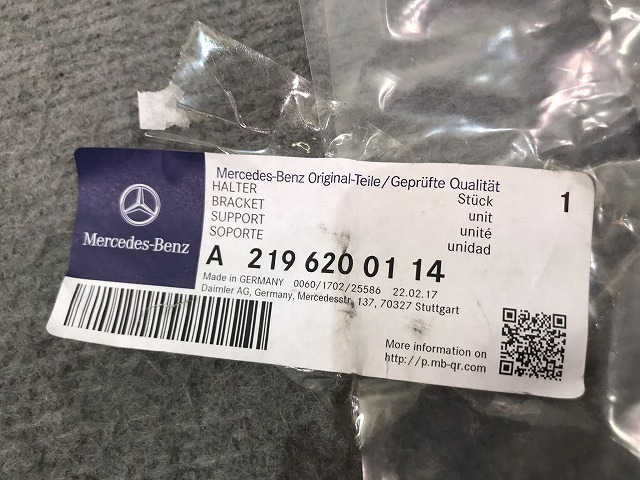 Mercedes-Benz
Mercedes-Benz Original-Teile/Geprüfte Qualität
HALTER
BRACKET
SUPPORT
SOPORTE
Stück
unit
unité
unidad
1
A 219 620 01 14
Made in GERMANY 0060/1702/25586 22.02.17
Daimler AG, Germany, Mercedesstr. 137, 70327 Stuttgart
More information on
http://p.mb-qr.com